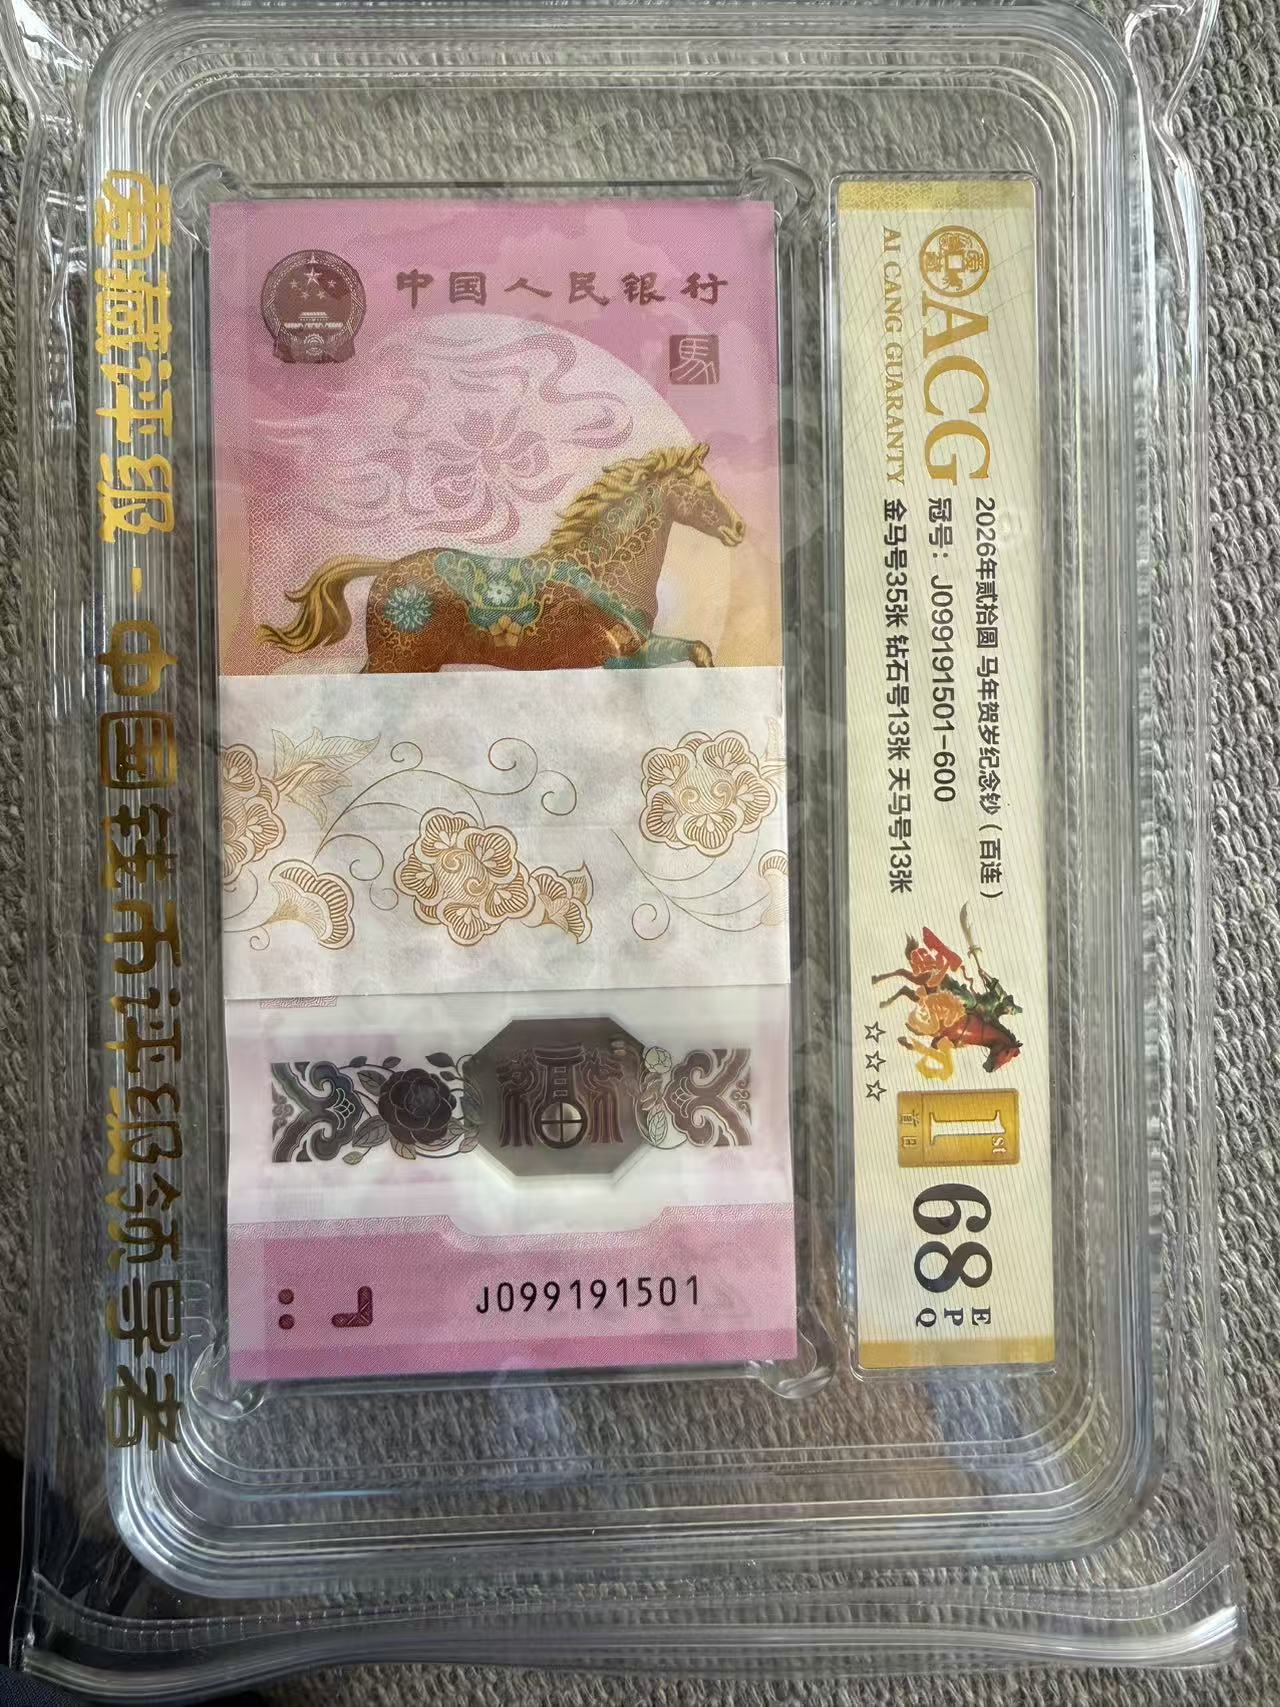 中国人民银行
馬
J099191501
ACG
AI CANG GUARANTY
2026年贰拾圆 马年贺岁纪念钞（百连）
冠号：J099191501-600
金马号35张 钻石号13张 天马号13张
1st
首日
68
E
P
Q
爱藏评级-中国钱币评级领导者